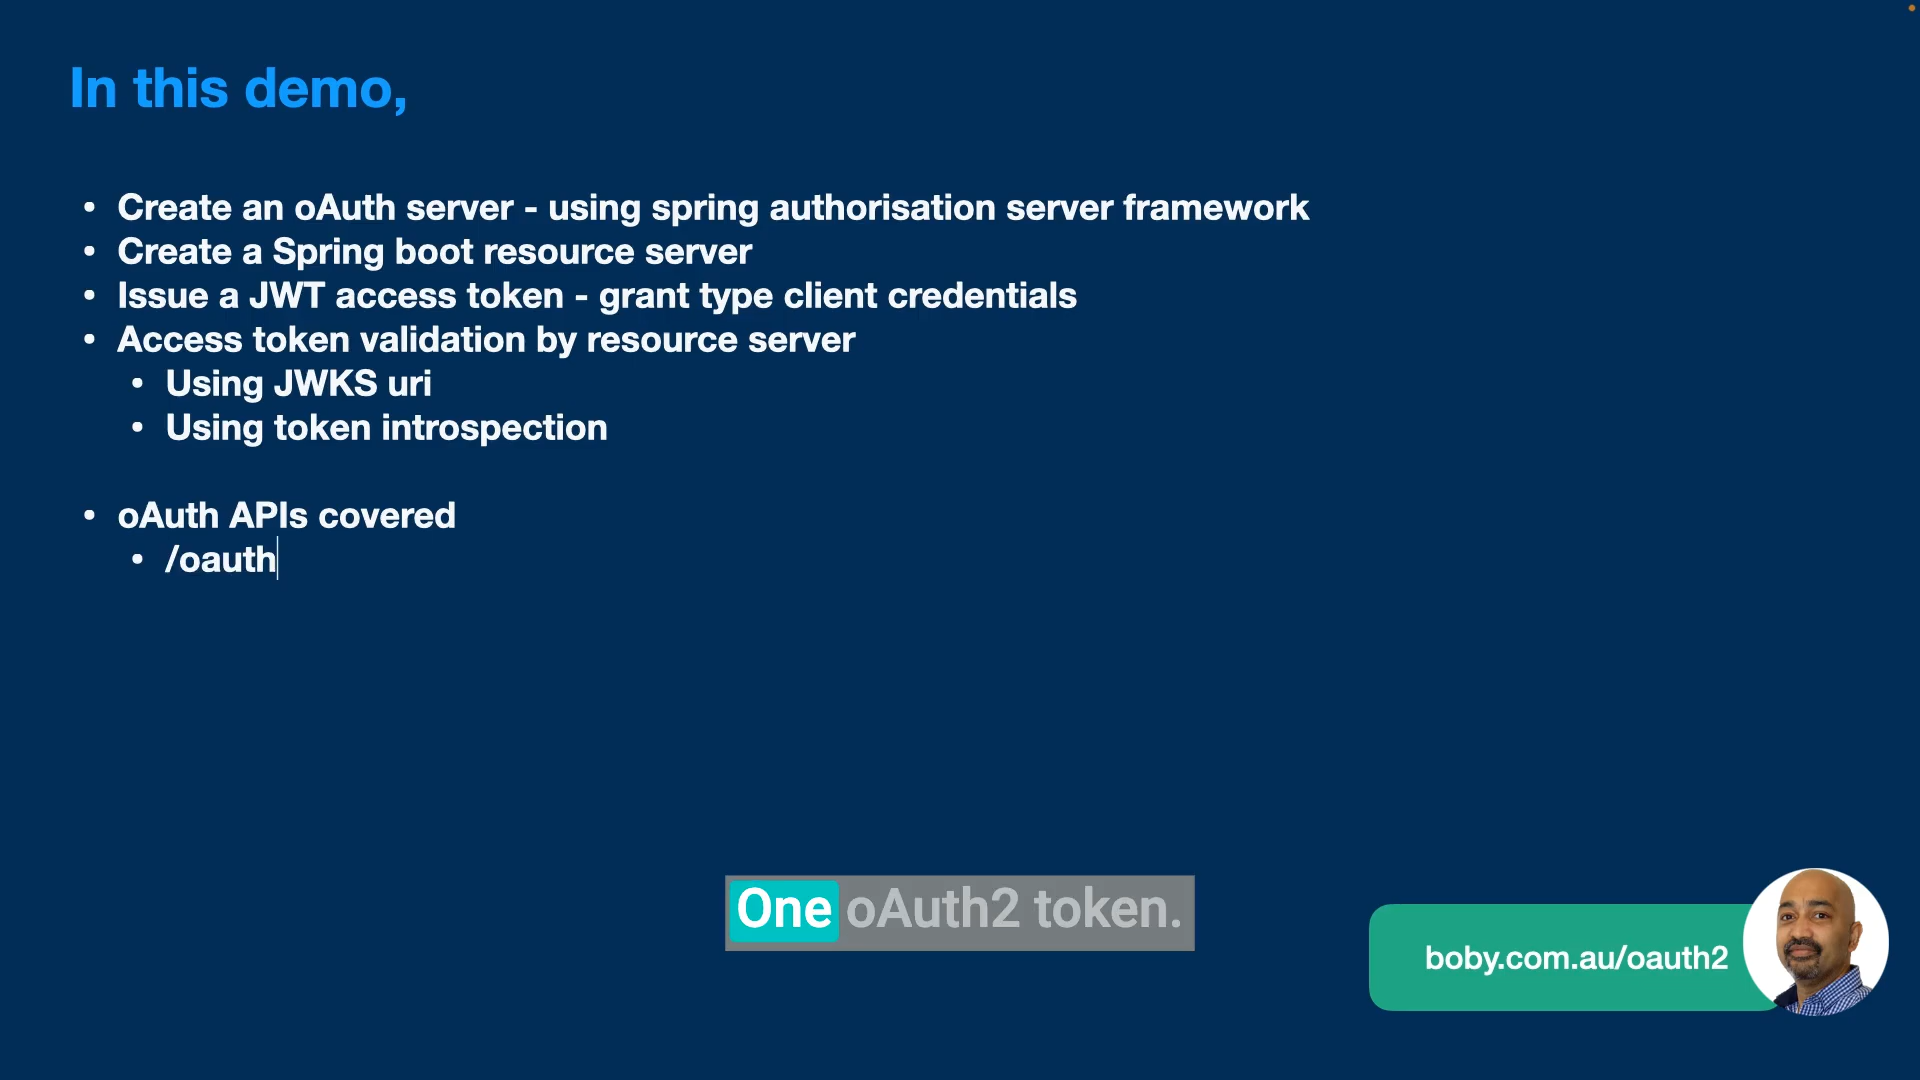 In this demo,
• Create an oAuth server - using spring authorisation server framework
• Create a Spring boot resource server
• Issue a JWT access token - grant type client credentials
• Access token validation by resource server
• Using JWKS uri
• Using token introspection
• oAuth APIs covered
• /oauth
One oAuth2 token.
boby.com.au/oauth2